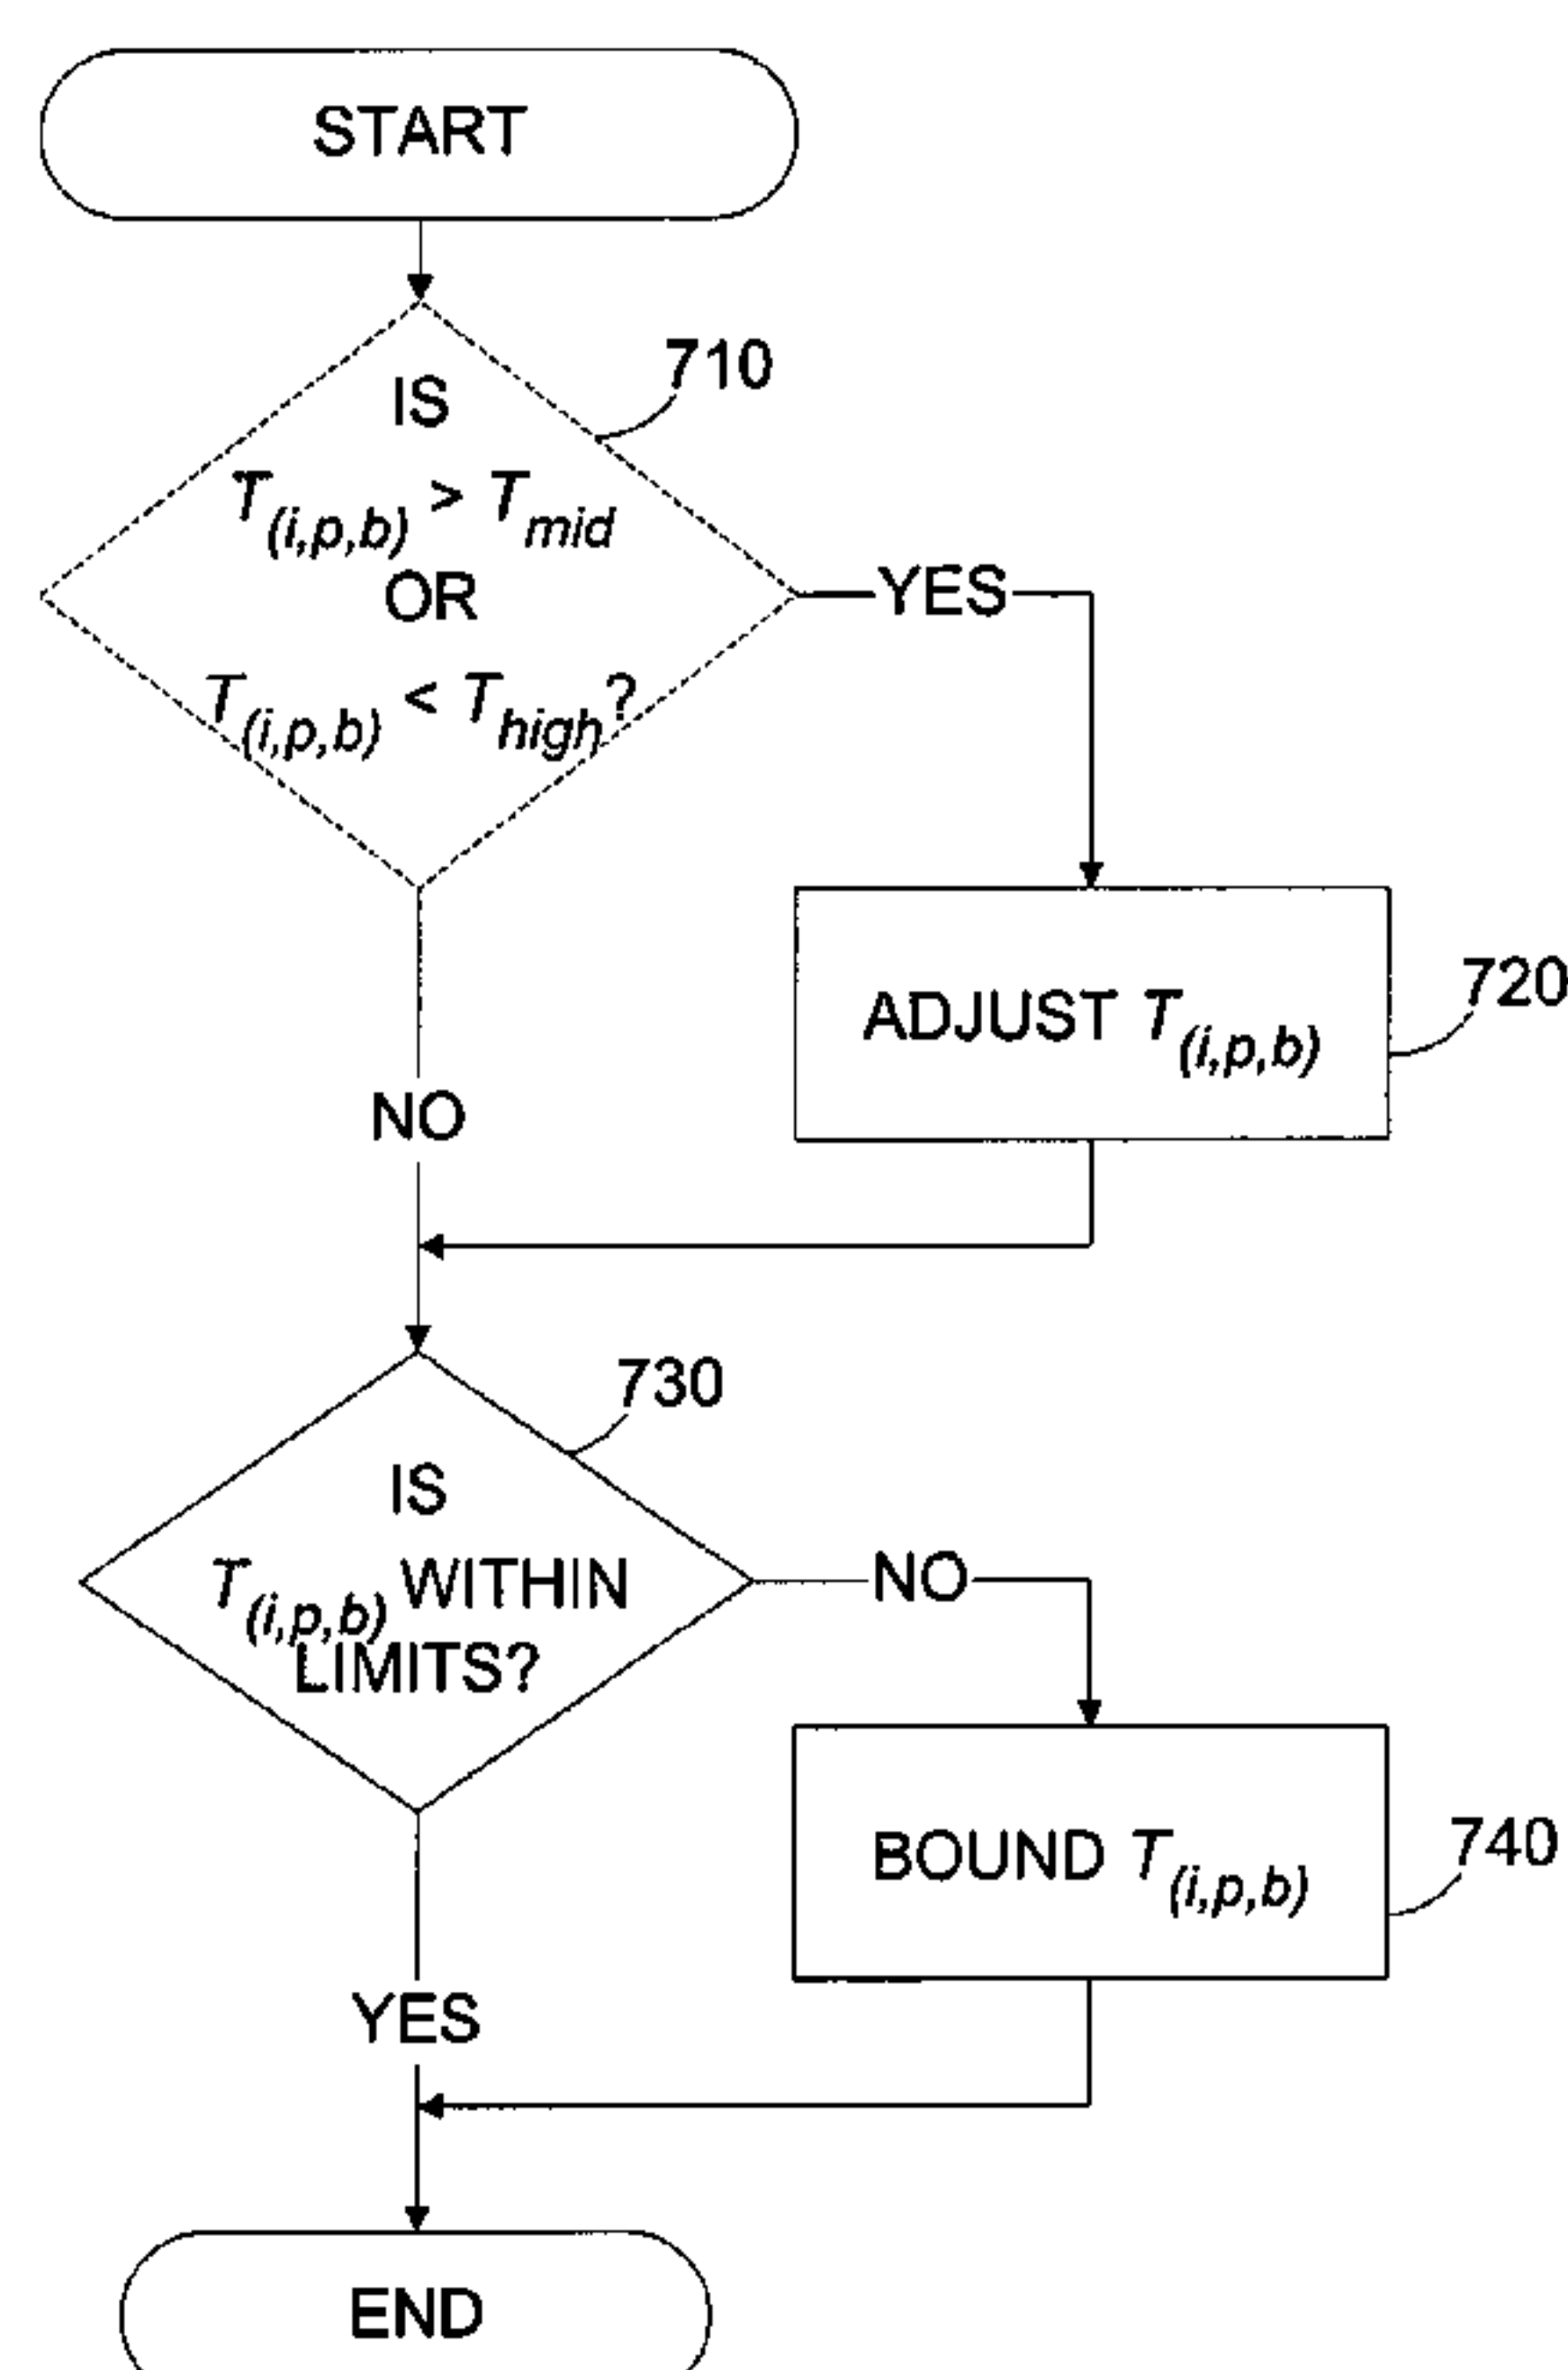 START
710
IS
T(i,p,b) > Tmid
OR
T(i,p,b) < Thigh?
YES
720
ADJUST T(i,p,b)
NO
730
IS
T(i,p,b) WITHIN
LIMITS?
NO
740
BOUND T(i,p,b)
YES
END